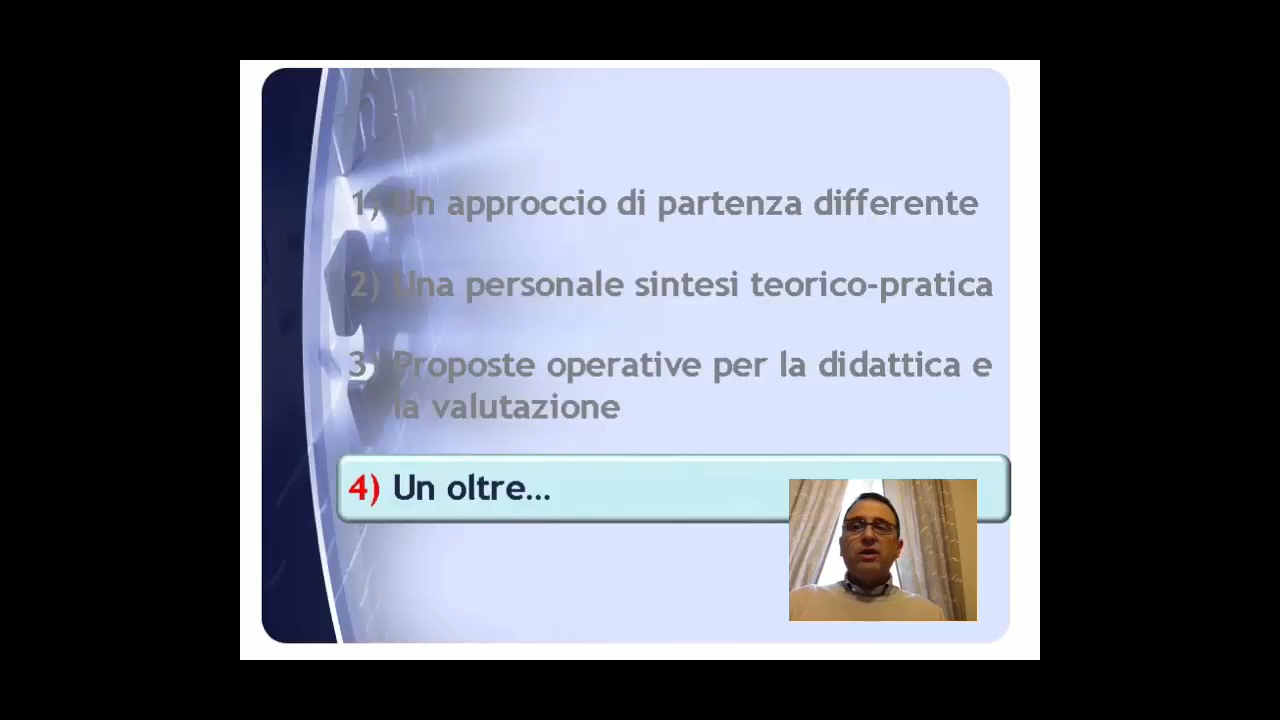 1) Un approccio di partenza differente
2) Una personale sintesi teorico-pratica
3) Proposte operative per la didattica e
la valutazione
4) Un oltre...